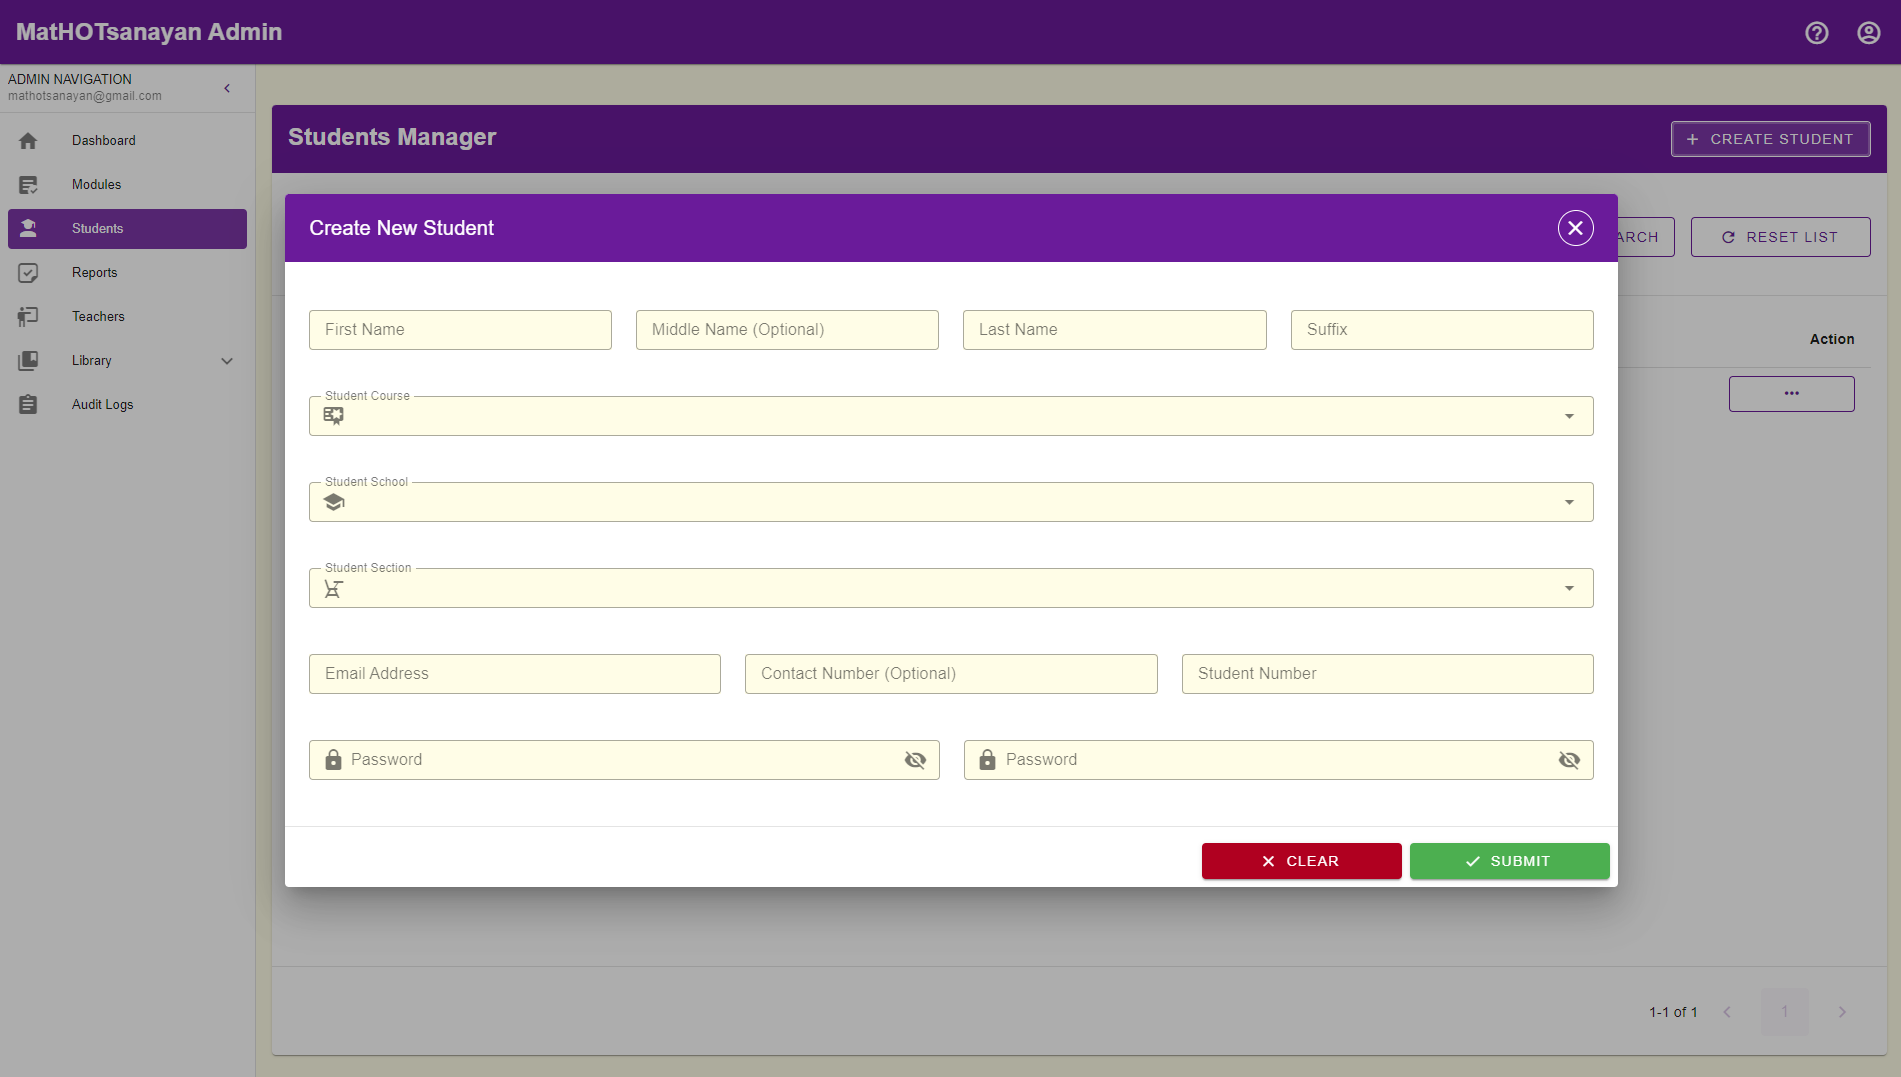 MatHOTsanayan Admin
ADMIN NAVIGATION
mathotsanayan@gmail.com
Dashboard
Modules
Students
Reports
Teachers
Library
Audit Logs
Students Manager
+ CREATE STUDENT
ARCH
RESET LIST
Action
...
Create New Student
First Name
Middle Name (Optional)
Last Name
Suffix
Student Course
Student School
Student Section
Email Address
Contact Number (Optional)
Student Number
Password
Password
CLEAR
SUBMIT
1-1 of 1
1